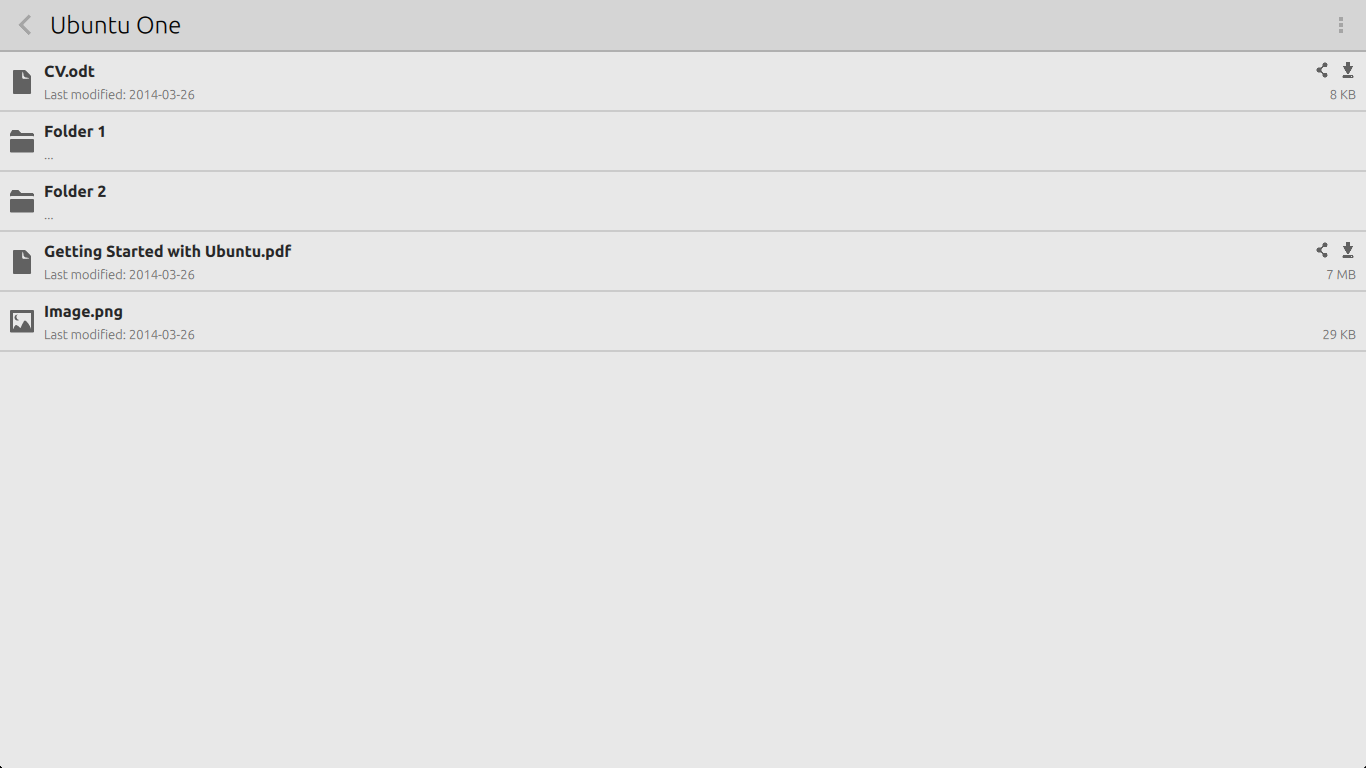 Ubuntu One
CV.odt
Last modified: 2014-03-26
8 KB
Folder 1
...
Folder 2
...
Getting Started with Ubuntu.pdf
Last modified: 2014-03-26
7 MB
Image.png
Last modified: 2014-03-26
29 KB